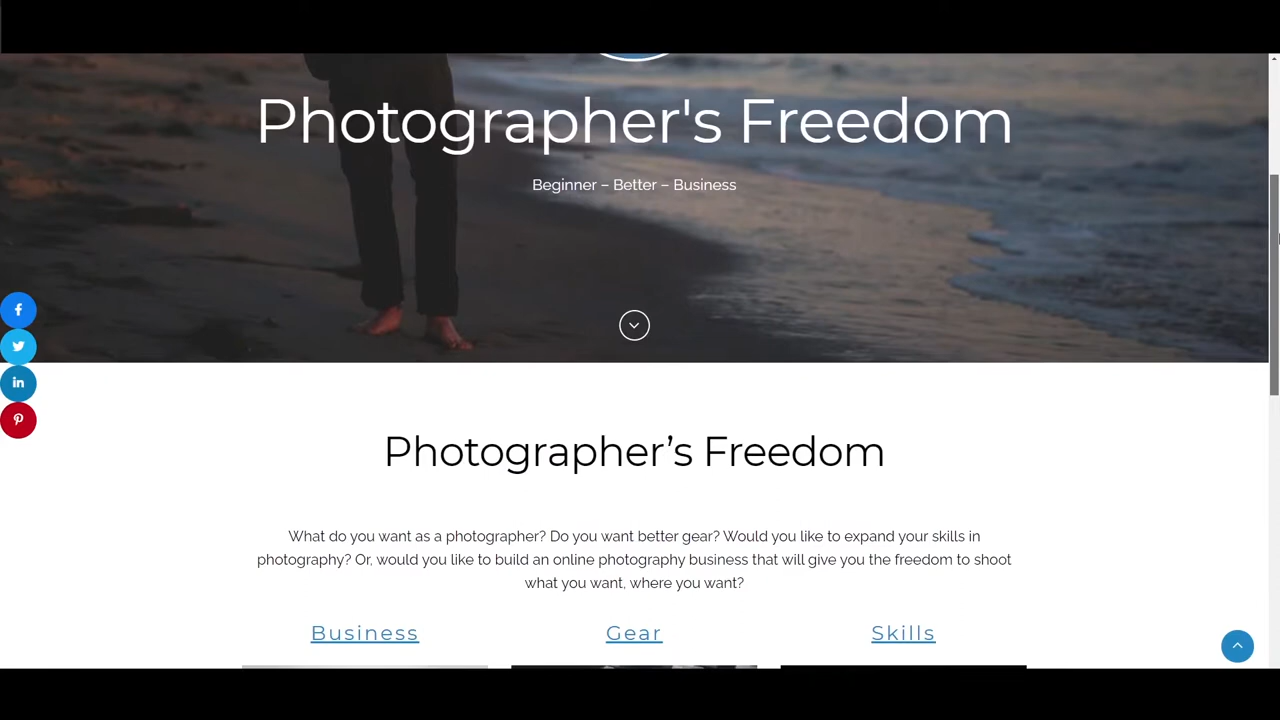 Photographer's Freedom
Beginner – Better – Business
Photographer’s Freedom
What do you want as a photographer? Do you want better gear? Would you like to expand your skills in
photography? Or, would you like to build an online photography business that will give you the freedom to shoot
what you want, where you want?
Business Gear Skills